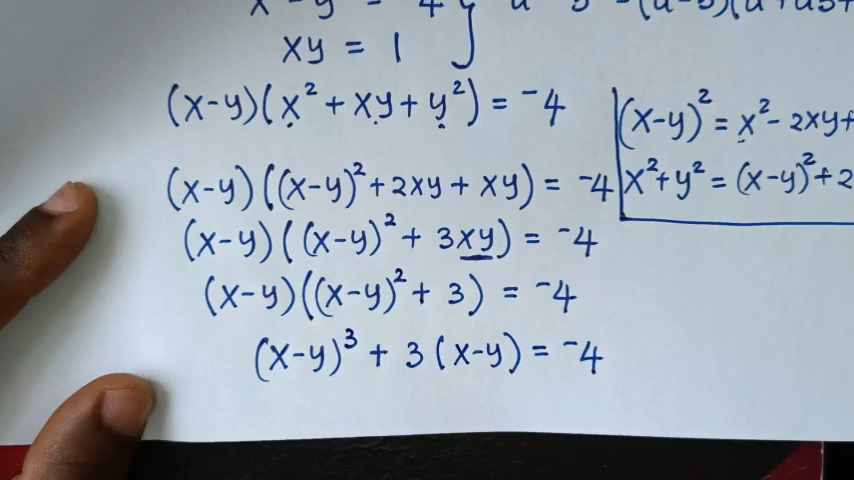 xy = 1
(x-y)(x² + xy + y²) = -4
(x-y)² = x² - 2xy+
(x-y)((x-y)² + 2xy + xy) = -4
x² + y² = (x-y)² + 2
(x-y)((x-y)² + 3xy) = -4
(x-y)((x-y)² + 3) = -4
(x-y)³ + 3(x-y) = -4